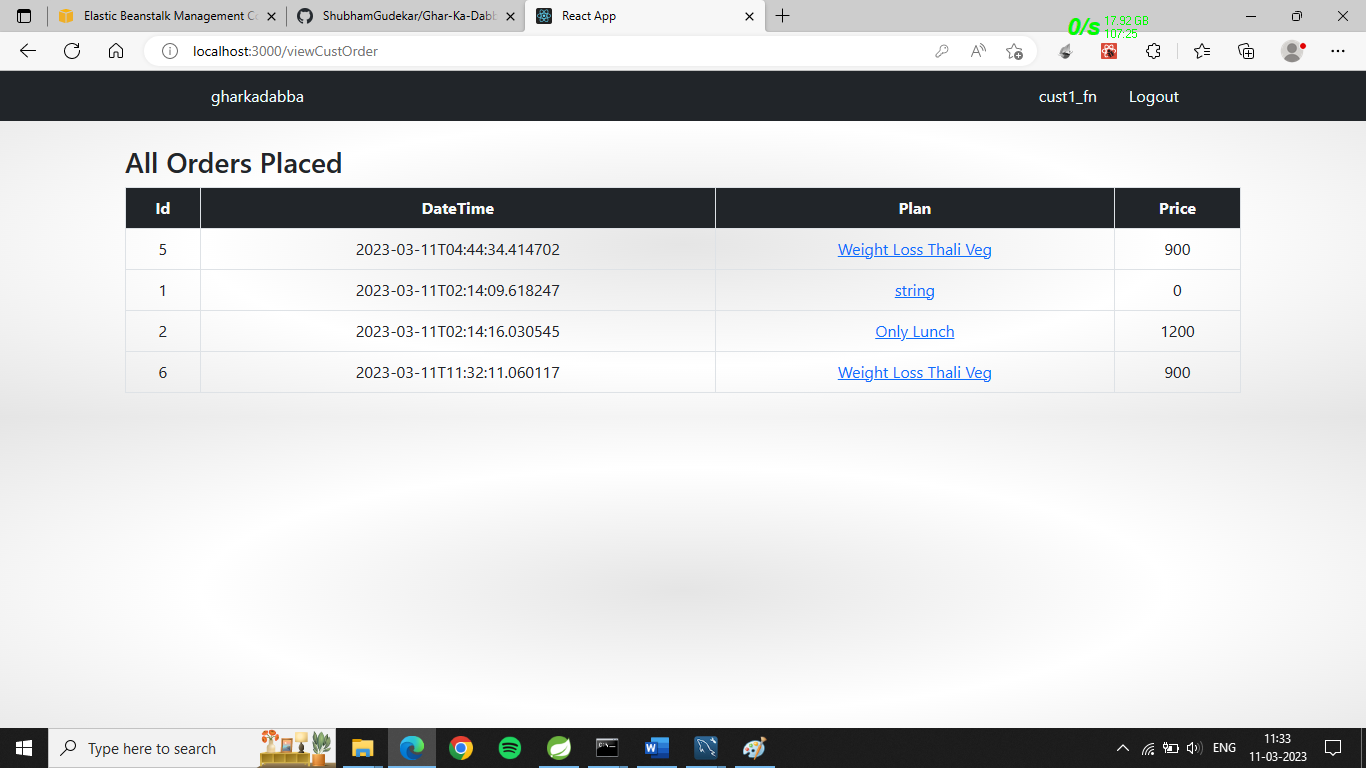 Elastic Beanstalk Management Co
ShubhamGudekar/Ghar-Ka-Dabb
React App
0/s 17.92 GB
107:25
localhost:3000/viewCustOrder
gharkadabba cust1_fn Logout
All Orders Placed
Id DateTime Plan Price
5 2023-03-11T04:44:34.414702 Weight Loss Thali Veg 900
1 2023-03-11T02:14:09.618247 string 0
2 2023-03-11T02:14:16.030545 Only Lunch 1200
6 2023-03-11T11:32:11.060117 Weight Loss Thali Veg 900
Type here to search
ENG
11:33
11-03-2023